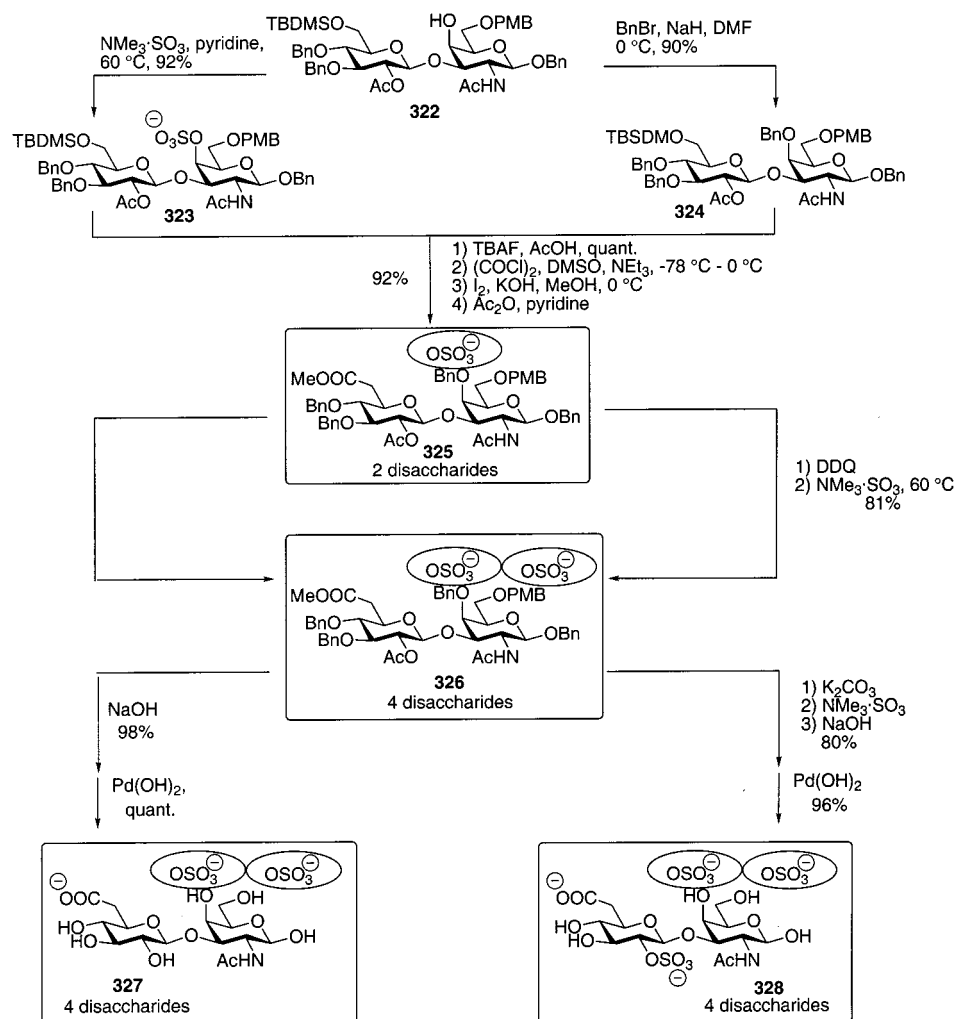 NMe3·SO3, pyridine,
60 °C, 92%
TBDMSO
BnO
BnO
AcO
O
O
HO
OPMB
O
AcHN
OBn
322
BnBr, NaH, DMF
0 °C, 90%
TBDMSO
BnO
BnO
AcO
O
O
⊖
O3S
O
OPMB
O
AcHN
OBn
323
TBSDMO
BnO
BnO
AcO
O
O
BnO
OPMB
O
AcHN
OBn
324
92%
1) TBAF, AcOH, quant.
2) (COCl)2, DMSO, NEt3, -78 °C - 0 °C
3) I2, KOH, MeOH, 0 °C
4) Ac2O, pyridine
OSO3⊖
MeOOC
BnO
BnO
AcO
O
O
BnO
OPMB
O
AcHN
OBn
325
2 disaccharides
1) DDQ
2) NMe3·SO3, 60 °C
81%
OSO3⊖
OSO3⊖
MeOOC
BnO
BnO
AcO
O
O
BnO
OPMB
O
AcHN
OBn
326
4 disaccharides
NaOH
98%
Pd(OH)2,
quant.
1) K2CO3
2) NMe3·SO3
3) NaOH
80%
Pd(OH)2
96%
OSO3⊖
OSO3⊖
⊖
OOC
HO
HO
OH
O
O
HO
OH
O
AcHN
OH
327
4 disaccharides
OSO3⊖
OSO3⊖
⊖
OOC
HO
HO
OSO3
⊖
O
O
HO
OH
O
AcHN
OH
328
4 disaccharides